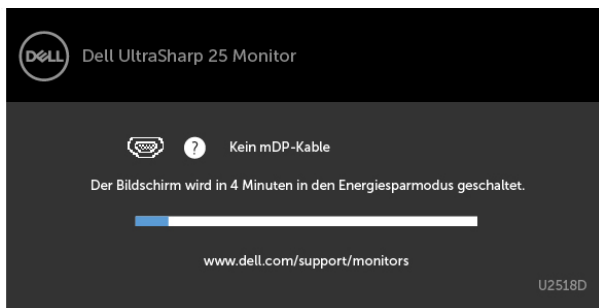 DELL
Dell UltraSharp 25 Monitor
? Kein mDP-Kable
Der Bildschirm wird in 4 Minuten in den Energiesparmodus geschaltet.
www.dell.com/support/monitors
U2518D